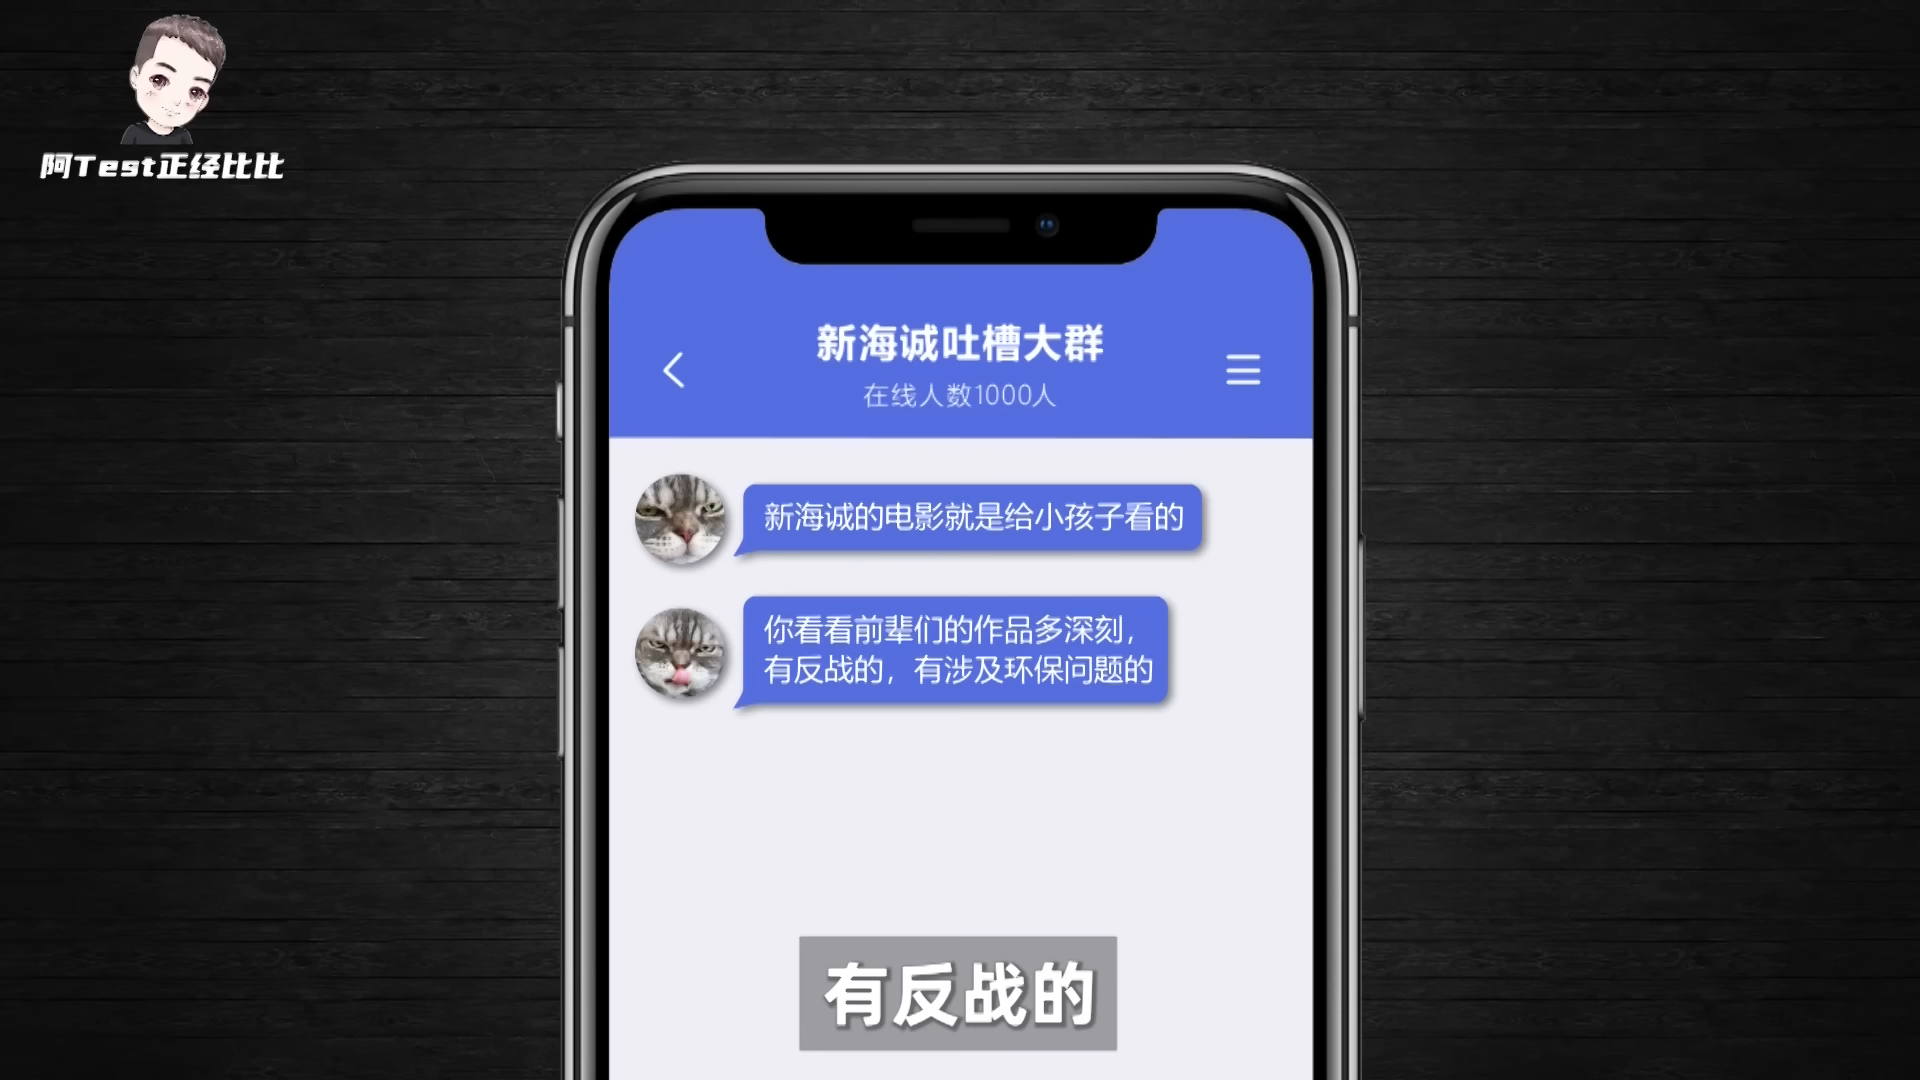 阿Test正经比比
新海诚吐槽大群
在线人数1000人
新海诚的电影就是给小孩子看的
你看看前辈们的作品多深刻，
有反战的，有涉及环保问题的
有反战的